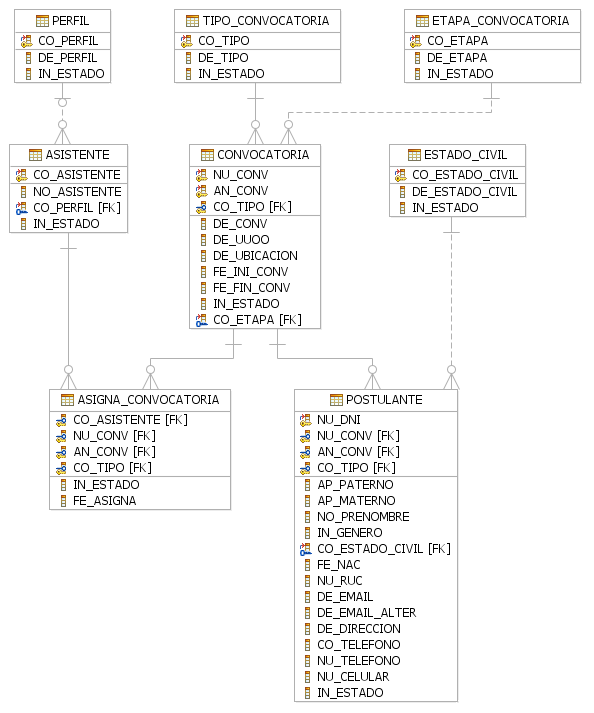 PERFIL
CO_PERFIL
DE_PERFIL
IN_ESTADO
TIPO_CONVOCATORIA
CO_TIPO
DE_TIPO
IN_ESTADO
ETAPA_CONVOCATORIA
CO_ETAPA
DE_ETAPA
IN_ESTADO
ASISTENTE
CO_ASISTENTE
NO_ASISTENTE
CO_PERFIL [FK]
IN_ESTADO
CONVOCATORIA
NU_CONV
AN_CONV
CO_TIPO [FK]
DE_CONV
DE_UUOO
DE_UBICACION
FE_INI_CONV
FE_FIN_CONV
IN_ESTADO
CO_ETAPA [FK]
ESTADO_CIVIL
CO_ESTADO_CIVIL
DE_ESTADO_CIVIL
IN_ESTADO
ASIGNA_CONVOCATORIA
CO_ASISTENTE [FK]
NU_CONV [FK]
AN_CONV [FK]
CO_TIPO [FK]
IN_ESTADO
FE_ASIGNA
POSTULANTE
NU_DNI
NU_CONV [FK]
AN_CONV [FK]
CO_TIPO [FK]
AP_PATERNO
AP_MATERNO
NO_PRENOMBRE
IN_GENERO
CO_ESTADO_CIVIL [FK]
FE_NAC
NU_RUC
DE_EMAIL
DE_EMAIL_ALTER
DE_DIRECCION
CO_TELEFONO
NU_TELEFONO
NU_CELULAR
IN_ESTADO